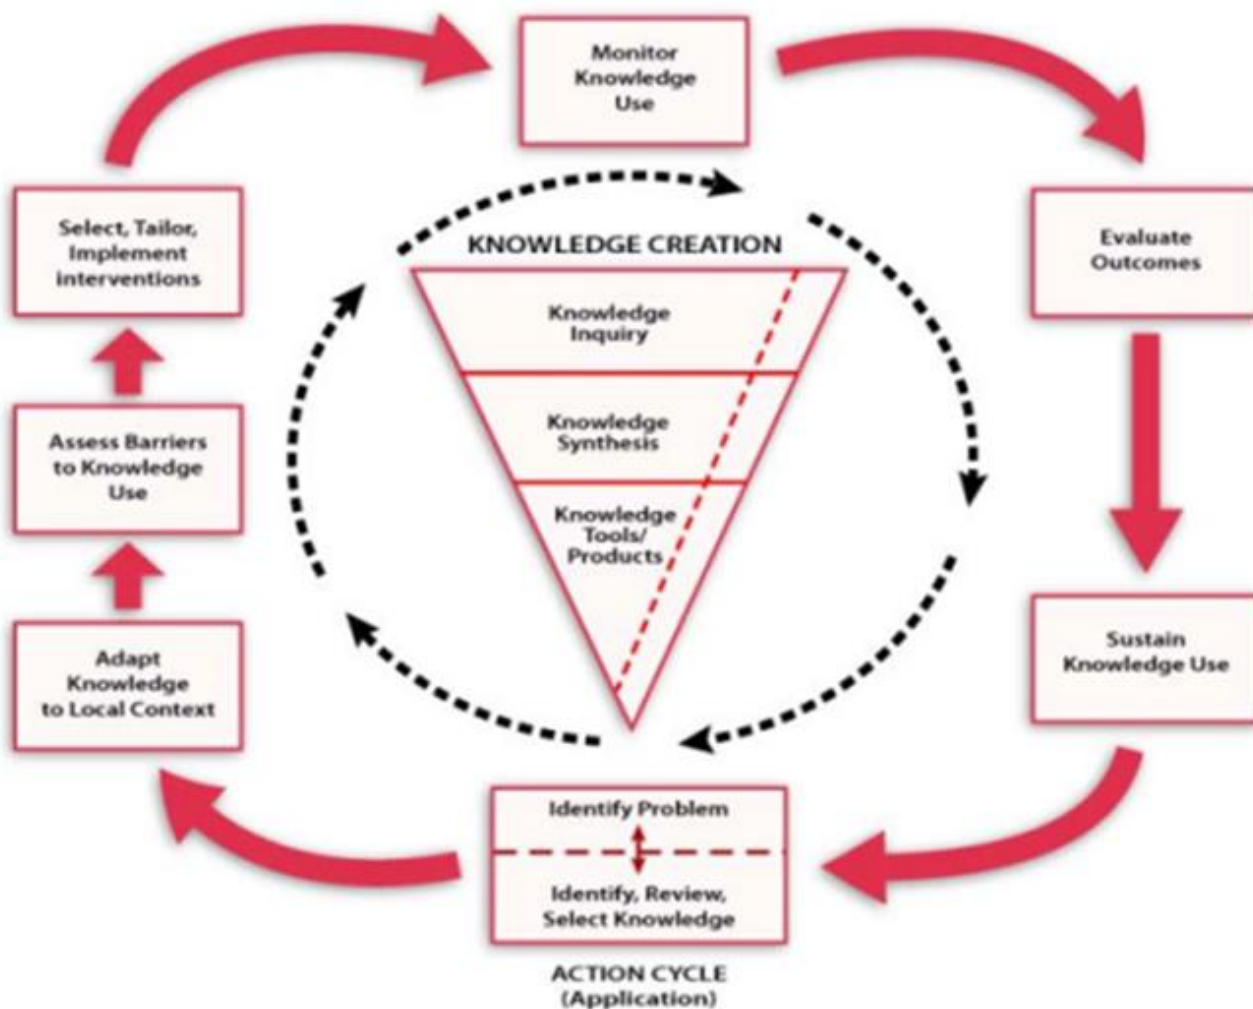 Monitor
Knowledge
Use
Select, Tailor,
Implement
interventions
Evaluate
Outcomes
KNOWLEDGE CREATION
Knowledge
Inquiry
Knowledge
Synthesis
Knowledge
Tools/
Products
Assess Barriers
to Knowledge
Use
Adapt
Knowledge
to Local Context
Sustain
Knowledge Use
Identify Problem
Identify, Review,
Select Knowledge
ACTION CYCLE
(Application)